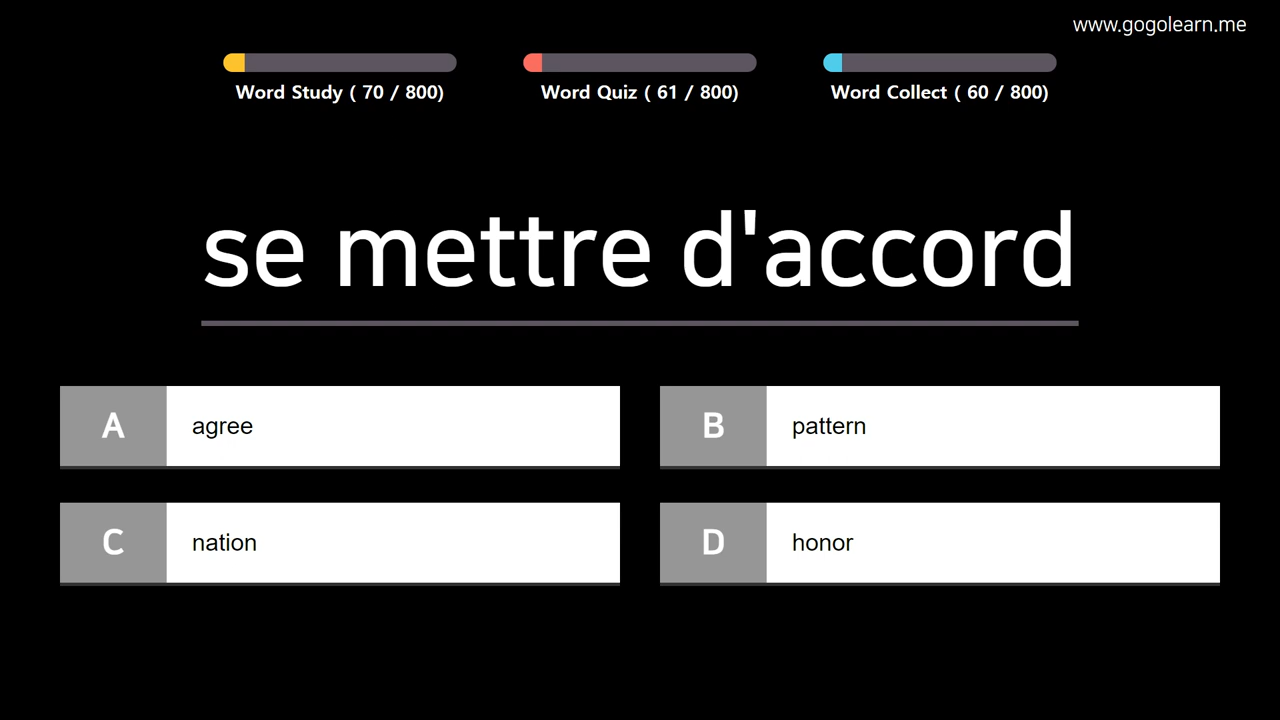 www.gogolearn.me
Word Study ( 70 / 800)
Word Quiz ( 61 / 800)
Word Collect ( 60 / 800)
se mettre d'accord
A agree
B pattern
C nation
D honor